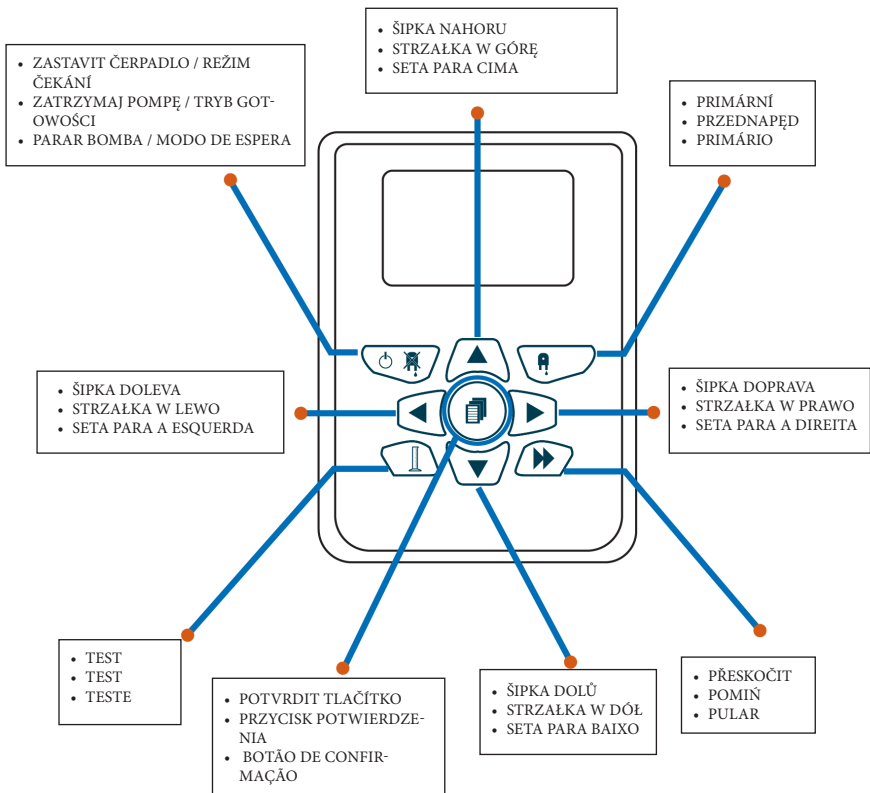 • ŠIPKA NAHORU
• STRZAŁKA W GÓRĘ
• SETA PARA CIMA
• ZASTAVIT ČERPADLO / REŽIM
ČEKÁNÍ
• ZATRZYMAJ POMPĘ / TRYB GOT-
OWOŚCI
• PARAR BOMBA / MODO DE ESPERA
• PRIMÁRNÍ
• PRZEDNAPĘD
• PRIMÁRIO
• ŠIPKA DOLEVA
• STRZAŁKA W LEWO
• SETA PARA A ESQUERDA
• ŠIPKA DOPRAVA
• STRZAŁKA W PRAWO
• SETA PARA A DIREITA
• TEST
• TEST
• TESTE
• POTVRDIT TLAČÍTKO
• PRZYCISK POTWIERDZE-
NIA
• BOTÃO DE CONFIR-
MAÇÃO
• ŠIPKA DOLŮ
• STRZAŁKA W DÓŁ
• SETA PARA BAIXO
• PŘESKOČIT
• POMIŃ
• PULAR